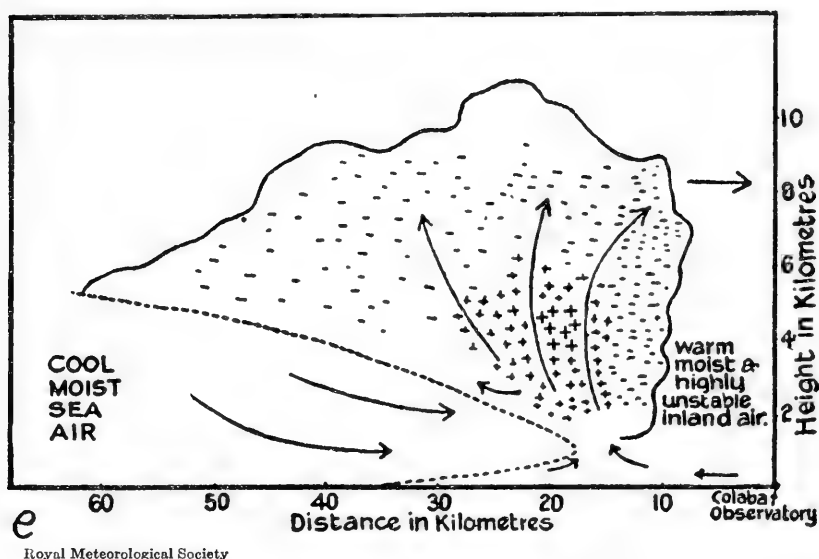 10
8
6
4
2
Height in Kilometres
COOL
MOIST
SEA
AIR
warm
moist &
highly
unstable
inland air.
60 50 40 30 20 10
Colaba
Observatory
Distance in Kilometres
e
Royal Meteorological Society